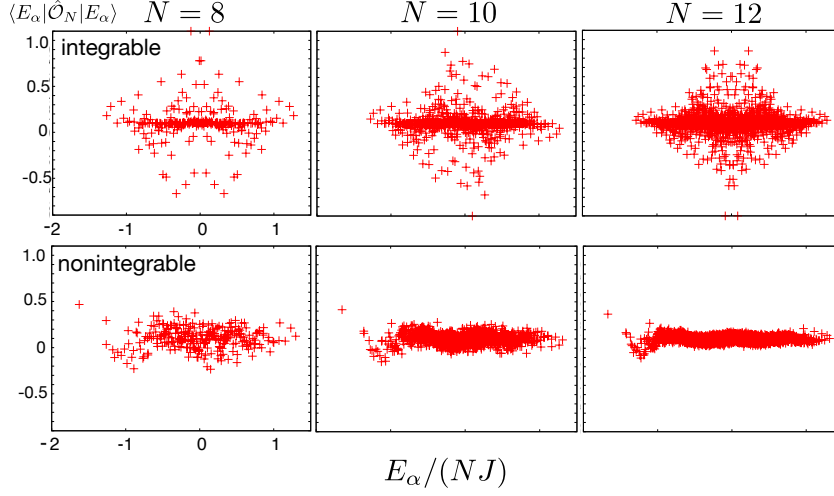 ⟨E_α|Ô_N|E_α⟩ N = 8 N = 10 N = 12
integrable
1.0
0.5
0
-0.5
-2 -1 0 1
nonintegrable
1.0
0.5
0
-0.5
-2 -1 0 1
E_α/(NJ)